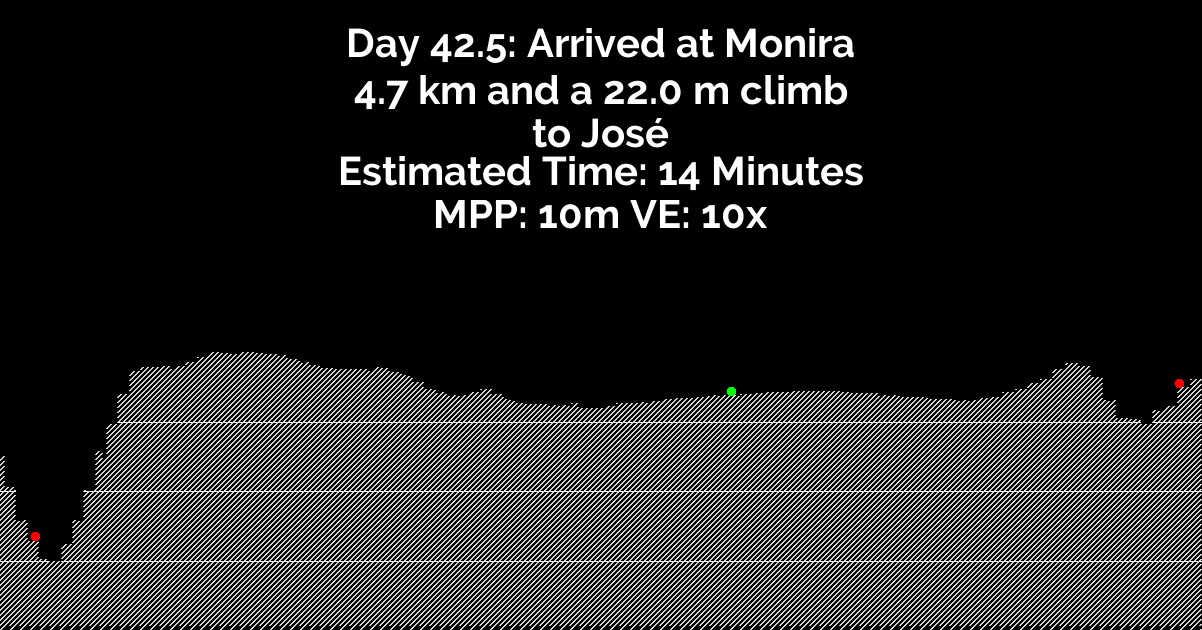 Day 42.5: Arrived at Monira
4.7 km and a 22.0 m climb
to José
Estimated Time: 14 Minutes
MPP: 10m VE: 10x